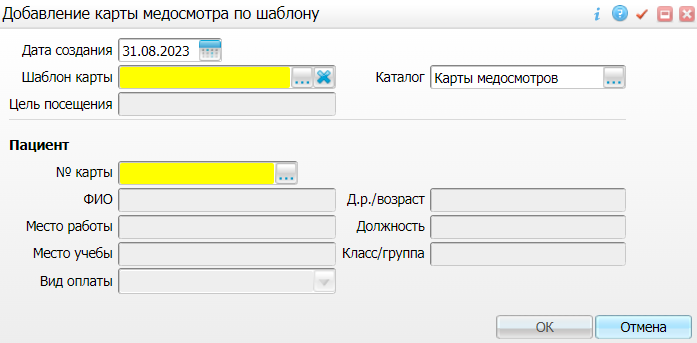 Добавление карты медосмотра по шаблону
Дата создания 31.08.2023
Шаблон карты ... Каталог Карты медосмотров ...
Цель посещения
Пациент
№ карты ...
ФИО Д.р./возраст
Место работы Должность
Место учебы Класс/группа
Вид оплаты
ОК Отмена